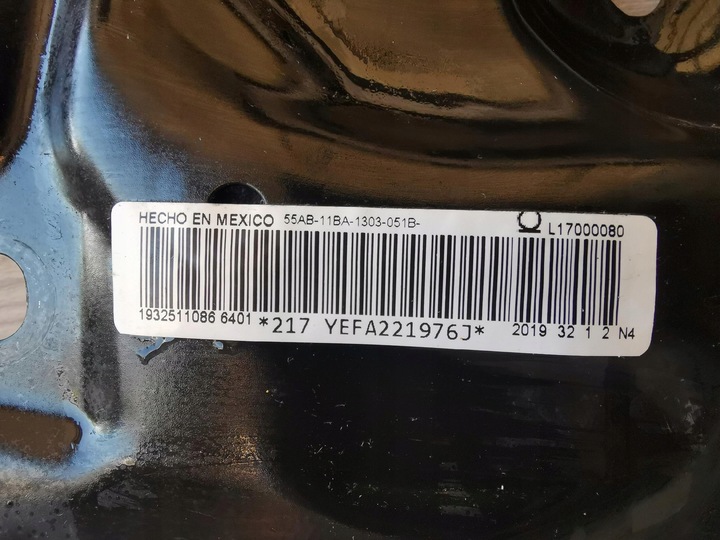 HECHO EN MEXICO 55AB-11BA-1303-051B- L17000080
1932511086 6401 *217 YEFA221976J* 2019 32 1 2 N4